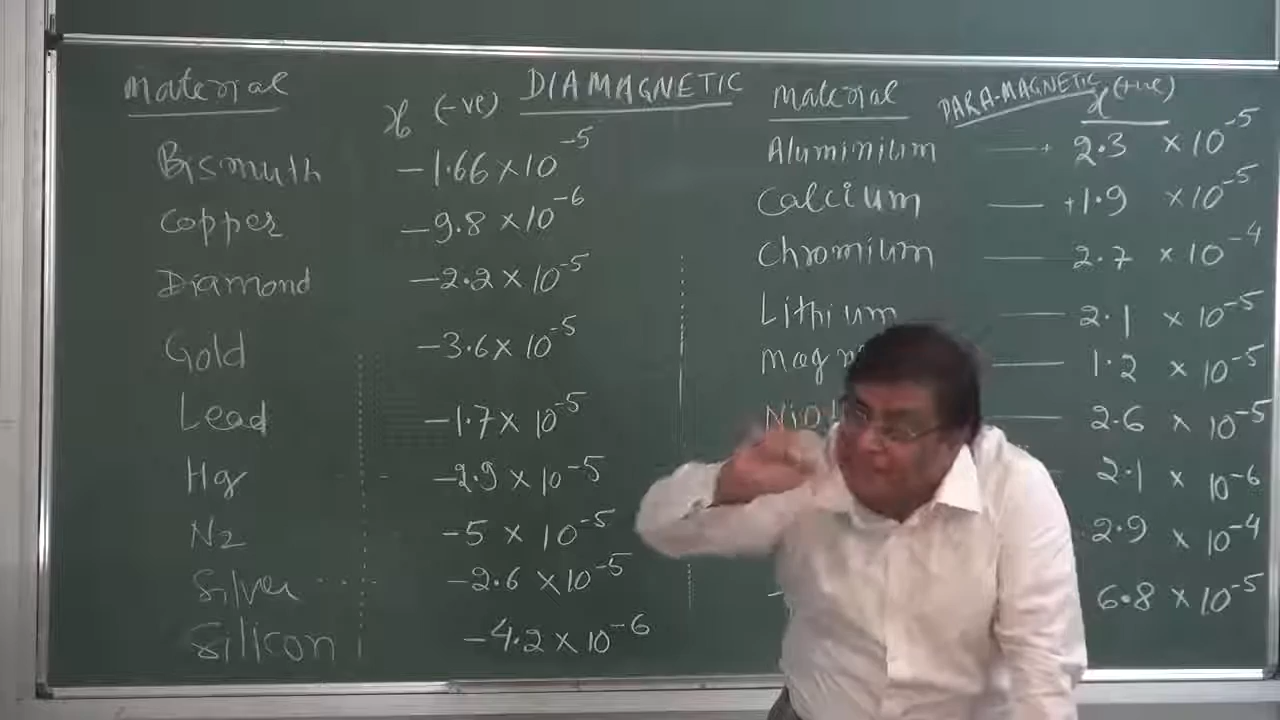 Material χ (-ve) DIAMAGNETIC
Bismuth -1.66 × 10^-5
Copper -9.8 × 10^-6
Diamond -2.2 × 10^-5
Gold -3.6 × 10^-5
Lead -1.7 × 10^-5
Hg -2.9 × 10^-5
N2 -5 × 10^-5
Silver -2.6 × 10^-5
Silicon -4.2 × 10^-6
Material PARA-MAGNETIC χ (+ve)
Aluminium + 2.3 × 10^-5
Calcium +1.9 × 10^-5
Chromium 2.7 × 10^-4
Lithium 2.1 × 10^-5
1.2 × 10^-5
2.6 × 10^-5
2.1 × 10^-6
2.9 × 10^-4
6.8 × 10^-5